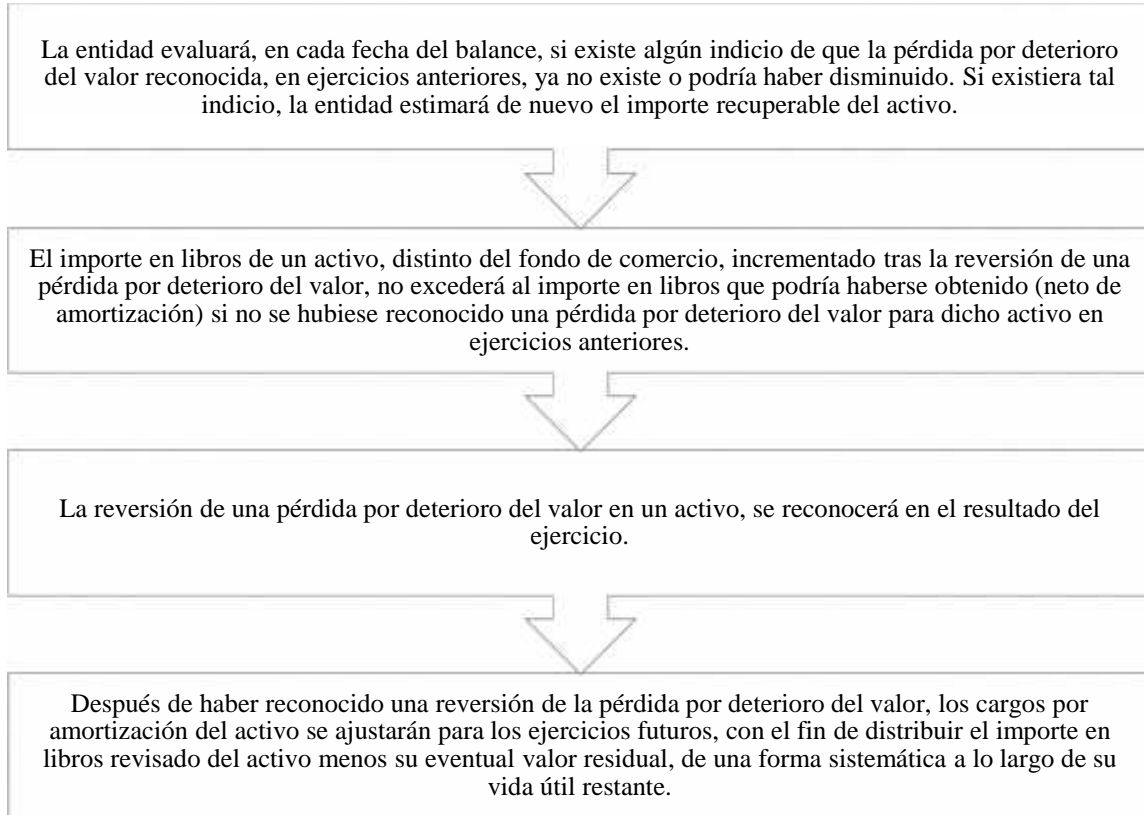 La entidad evaluará, en cada fecha del balance, si existe algún indicio de que la pérdida por deterioro
del valor reconocida, en ejercicios anteriores, ya no existe o podría haber disminuido. Si existiera tal
indicio, la entidad estimará de nuevo el importe recuperable del activo.
El importe en libros de un activo, distinto del fondo de comercio, incrementado tras la reversión de una
pérdida por deterioro del valor, no excederá al importe en libros que podría haberse obtenido (neto de
amortización) si no se hubiese reconocido una pérdida por deterioro del valor para dicho activo en
ejercicios anteriores.
La reversión de una pérdida por deterioro del valor en un activo, se reconocerá en el resultado del
ejercicio.
Después de haber reconocido una reversión de la pérdida por deterioro del valor, los cargos por
amortización del activo se ajustarán para los ejercicios futuros, con el fin de distribuir el importe en
libros revisado del activo menos su eventual valor residual, de una forma sistemática a lo largo de su
vida útil restante.